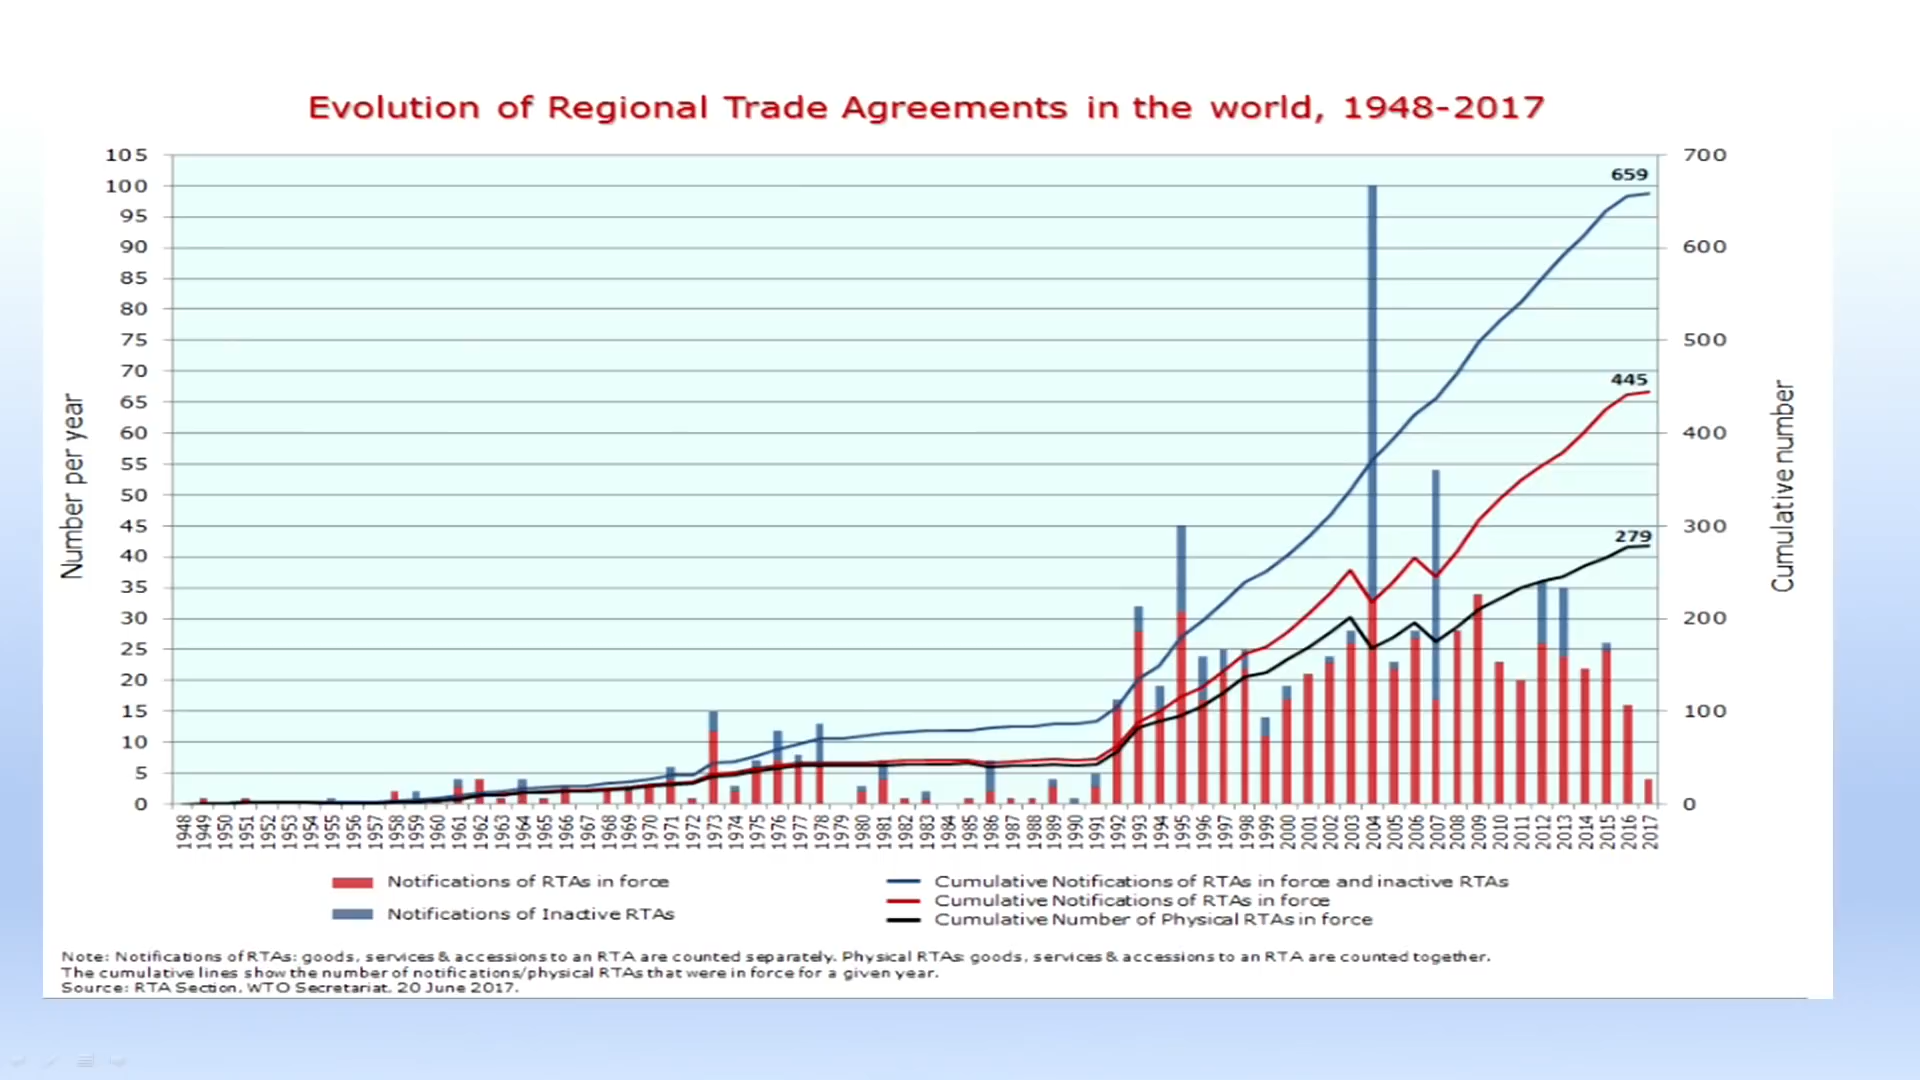 Evolution of Regional Trade Agreements in the world, 1948-2017
Number per year
105
100
95
90
85
80
75
70
65
60
55
50
45
40
35
30
25
20
15
10
5
0
700
600
500
400
300
200
100
0
Cumulative number
659
445
279
1948 1949 1950 1951 1952 1953 1954 1955 1956 1957 1958 1959 1960 1961 1962 1963 1964 1965 1966 1967 1968 1969 1970 1971 1972 1973 1974 1975 1976 1977 1978 1979 1980 1981 1982 1983 1984 1985 1986 1987 1988 1989 1990 1991 1992 1993 1994 1995 1996 1997 1998 1999 2000 2001 2002 2003 2004 2005 2006 2007 2008 2009 2010 2011 2012 2013 2014 2015 2016 2017
Notifications of RTAs in force
Notifications of Inactive RTAs
Cumulative Notifications of RTAs in force and inactive RTAs
Cumulative Notifications of RTAs in force
Cumulative Number of Physical RTAs in force
Note: Notifications of RTAs: goods, services & accessions to an RTA are counted separately. Physical RTAs: goods, services & accessions to an RTA are counted together.
The cumulative lines show the number of notifications/physical RTAs that were in force for a given year.
Source: RTA Section, WTO Secretariat, 20 June 2017.